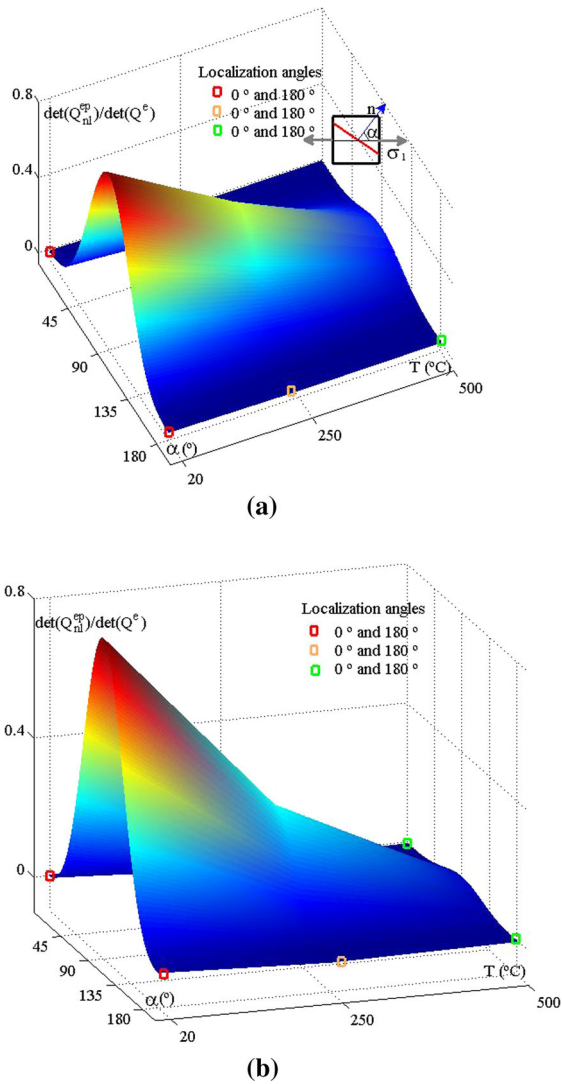 0.8
det(Q^ep_nl)/det(Q^e)
Localization angles
0 º and 180 º
0 º and 180 º
0 º and 180 º
n
α
σ1
0.4
0
45
90
135
180
α (º)
20
250
500
T (ºC)
(a)
0.8
det(Q^ep_nl)/det(Q^e)
Localization angles
0 º and 180 º
0 º and 180 º
0 º and 180 º
0.4
0
45
90
135
180
α(º)
20
250
500
T (ºC)
(b)